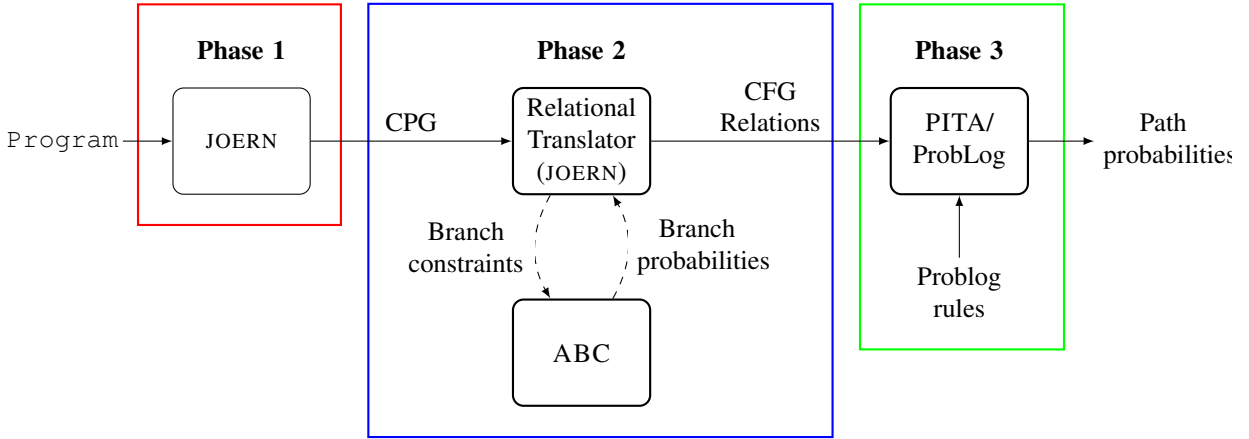 Phase 1
Phase 2
Phase 3
Program
JOERN
CPG
Relational
Translator
(JOERN)
CFG
Relations
PITA/
ProbLog
Path
probabilities
Branch
constraints
Branch
probabilities
Problog
rules
ABC